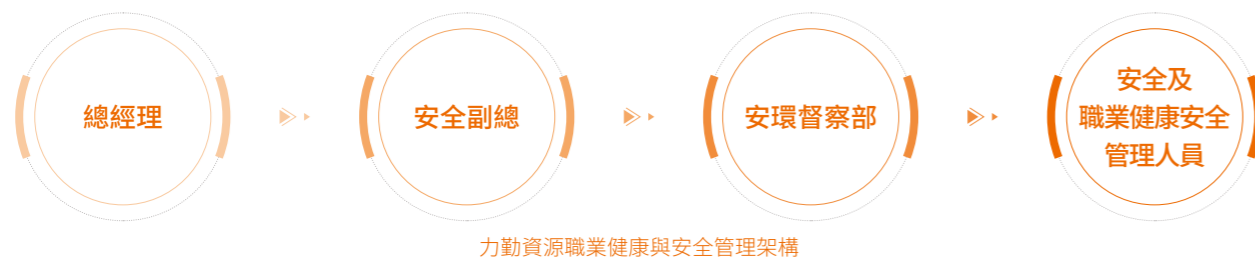 總經理
安全副總
安環督察部
安全及
職業健康安全
管理人員
力勤資源職業健康與安全管理架構